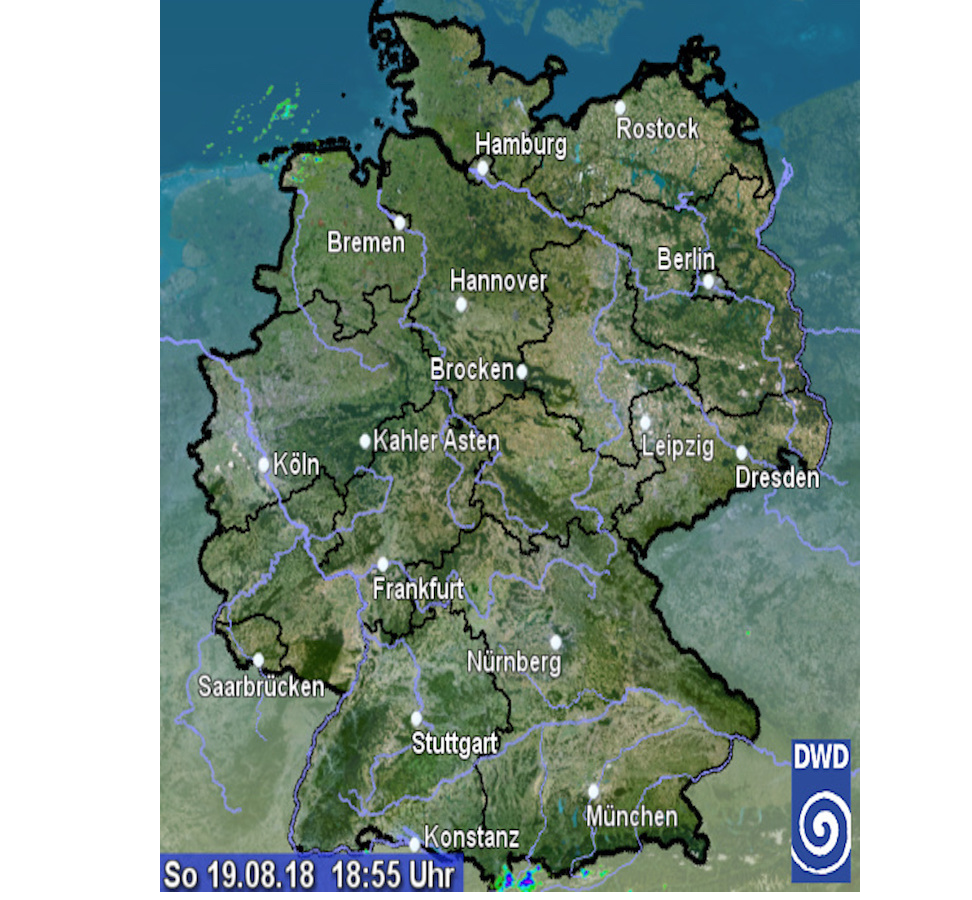 Rostock
Hamburg
Bremen
Berlin
Hannover
Brocken
Kahler Asten
Leipzig
Köln
Dresden
Frankfurt
Nürnberg
Saarbrücken
Stuttgart
DWD
München
Konstanz
So 19.08.18 18:55 Uhr